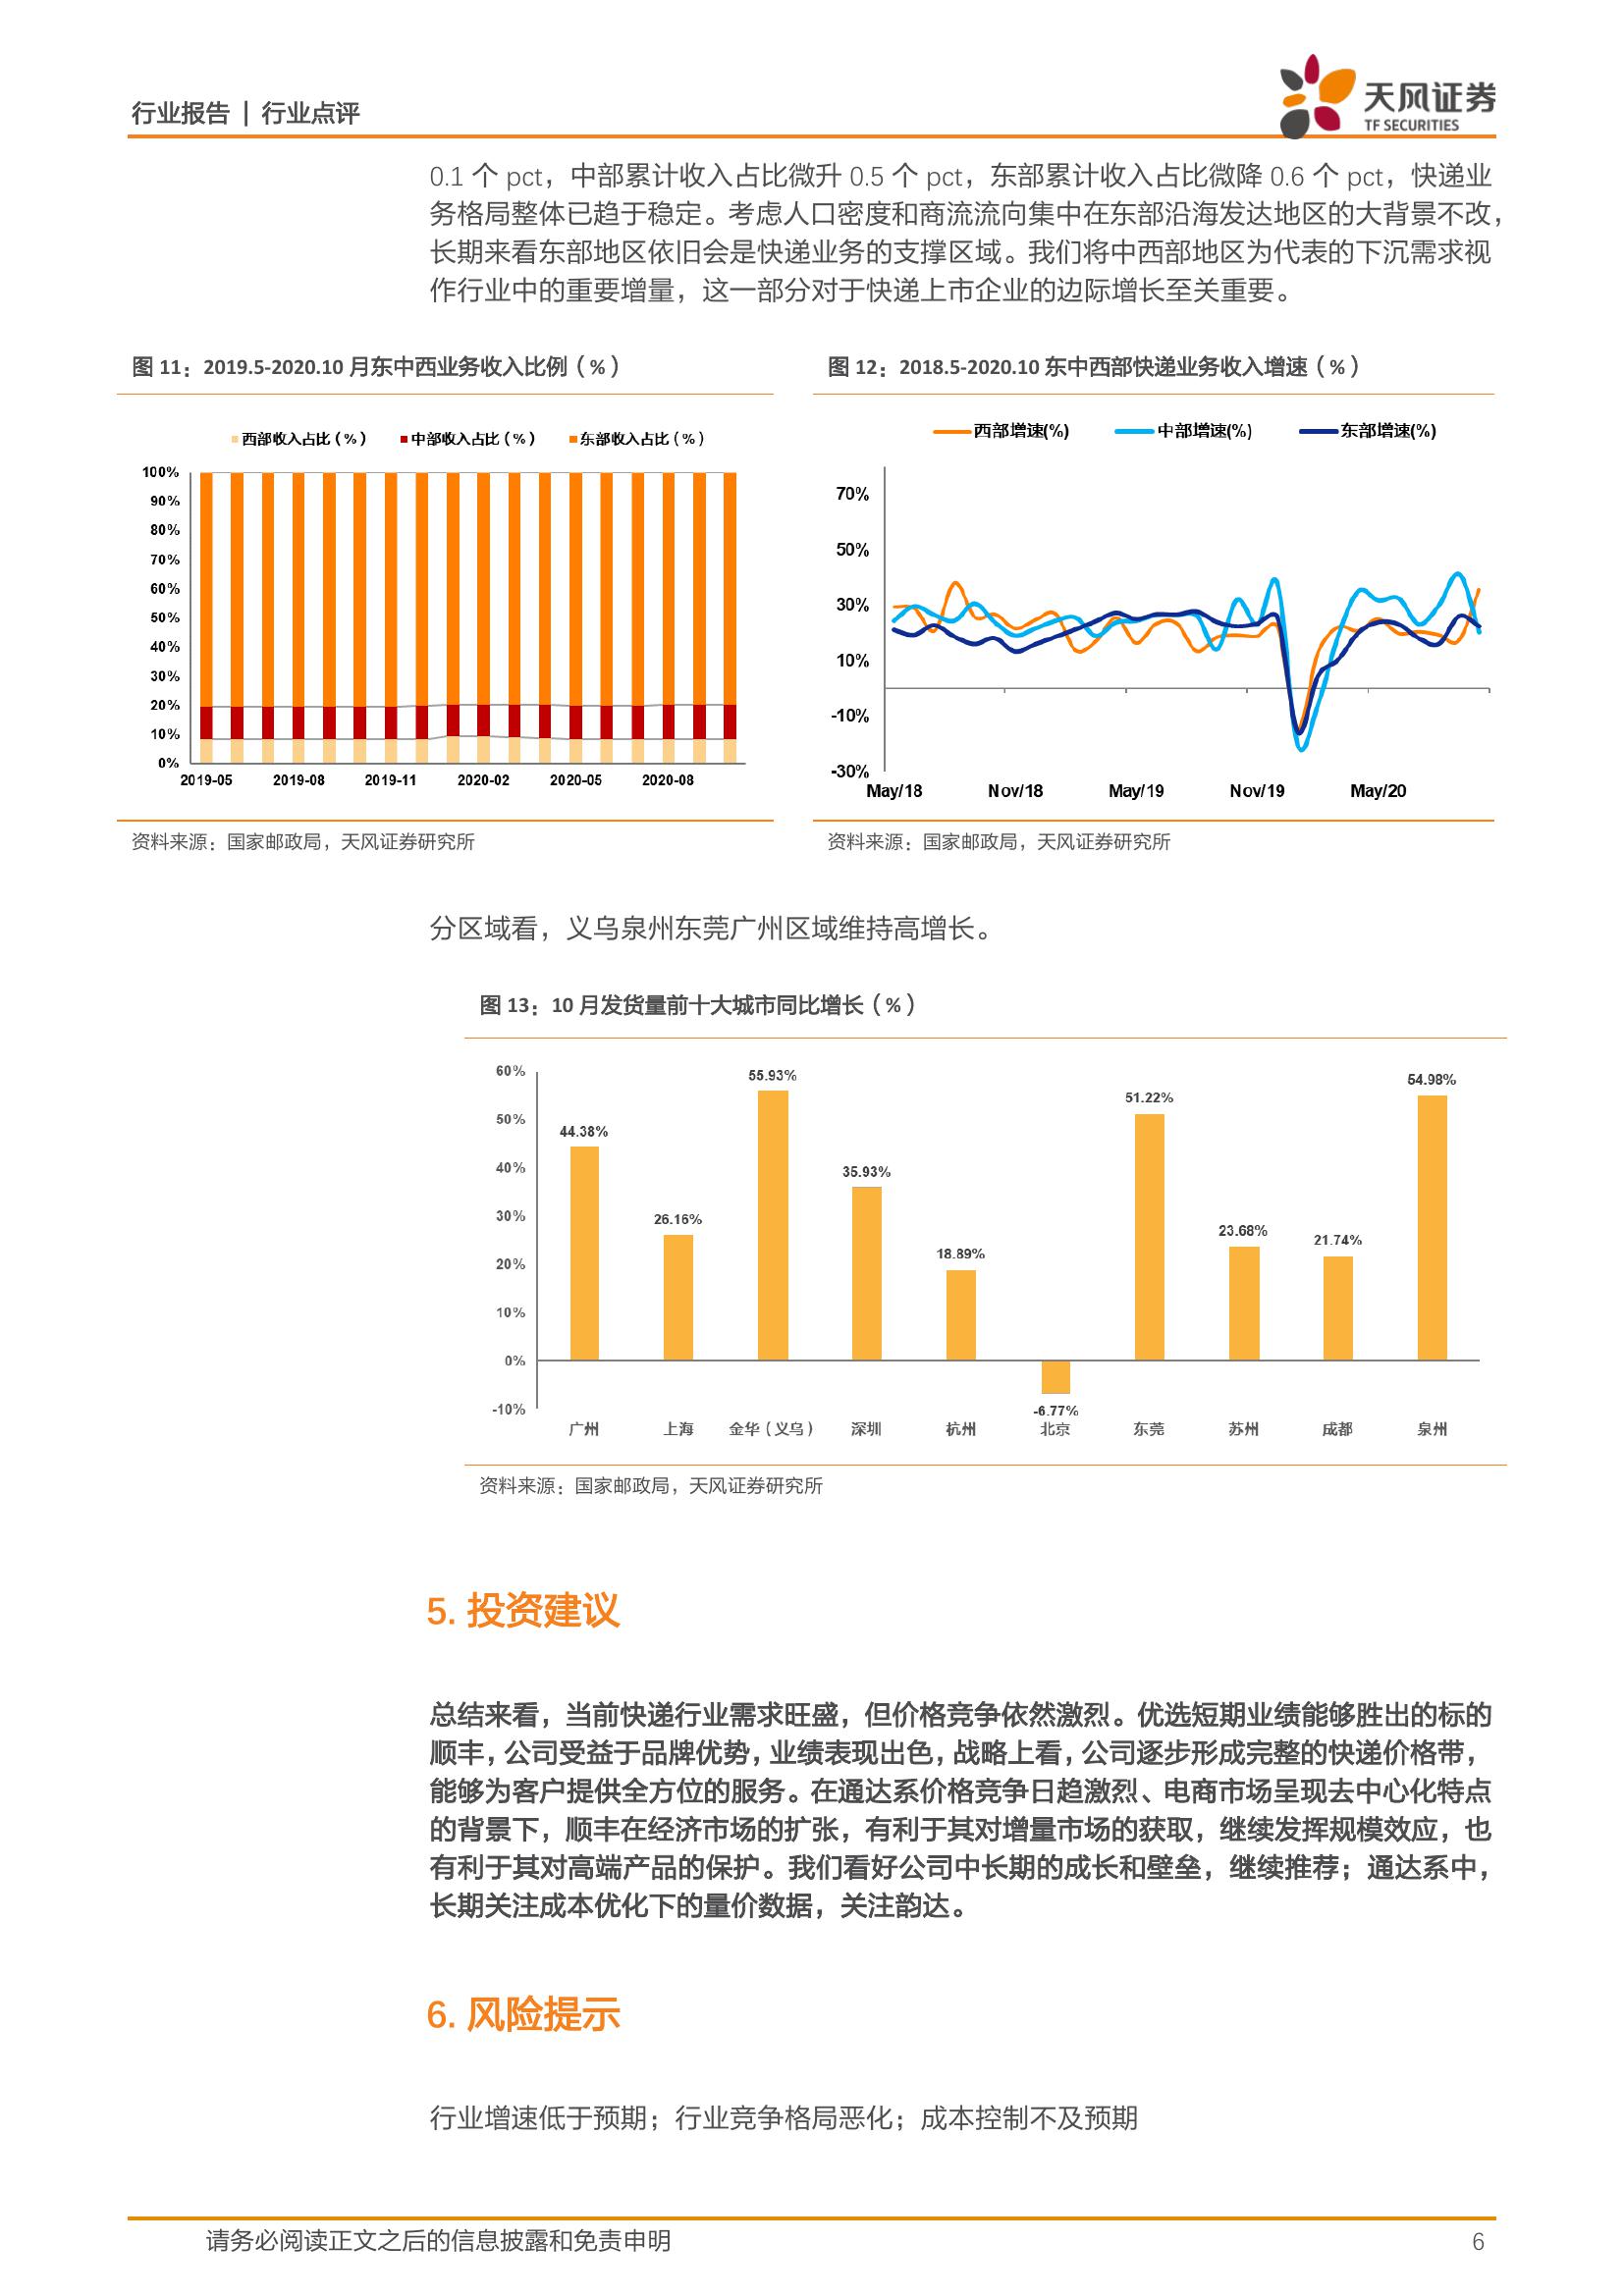 行业报告 | 行业点评
天风证券
TF SECURITIES
0.1 个 pct，中部累计收入占比微升 0.5 个 pct，东部累计收入占比微降 0.6 个 pct，快递业
务格局整体已趋于稳定。考虑人口密度和商流流向集中在东部沿海发达地区的大背景不改，
长期来看东部地区依旧会是快递业务的支撑区域。我们将中西部地区为代表的下沉需求视
作行业中的重要增量，这一部分对于快递上市企业的边际增长至关重要。
图 11：2019.5-2020.10 月东中西业务收入比例（%）
西部收入占比（%） 中部收入占比（%） 东部收入占比（%）
100%
90%
80%
70%
60%
50%
40%
30%
20%
10%
0%
2019-05 2019-08 2019-11 2020-02 2020-05 2020-08
资料来源：国家邮政局，天风证券研究所
图 12：2018.5-2020.10 东中西部快递业务收入增速（%）
西部增速(%) 中部增速(%) 东部增速(%)
70%
50%
30%
10%
-10%
-30%
May/18 Nov/18 May/19 Nov/19 May/20
资料来源：国家邮政局，天风证券研究所
分区域看，义乌泉州东莞广州区域维持高增长。
图 13：10 月发货量前十大城市同比增长（%）
60%
50%
40%
30%
20%
10%
0%
-10%
44.38% 26.16% 55.93% 35.93% 18.89% -6.77% 51.22% 23.68% 21.74% 54.98%
广州 上海 金华（义乌） 深圳 杭州 北京 东莞 苏州 成都 泉州
资料来源：国家邮政局，天风证券研究所
5. 投资建议
总结来看，当前快递行业需求旺盛，但价格竞争依然激烈。优选短期业绩能够胜出的标的
顺丰，公司受益于品牌优势，业绩表现出色，战略上看，公司逐步形成完整的快递价格带，
能够为客户提供全方位的服务。在通达系价格竞争日趋激烈、电商市场呈现去中心化特点
的背景下，顺丰在经济市场的扩张，有利于其对增量市场的获取，继续发挥规模效应，也
有利于其对高端产品的保护。我们看好公司中长期的成长和壁垒，继续推荐；通达系中，
长期关注成本优化下的量价数据，关注韵达。
6. 风险提示
行业增速低于预期；行业竞争格局恶化；成本控制不及预期
请务必阅读正文之后的信息披露和免责申明
6